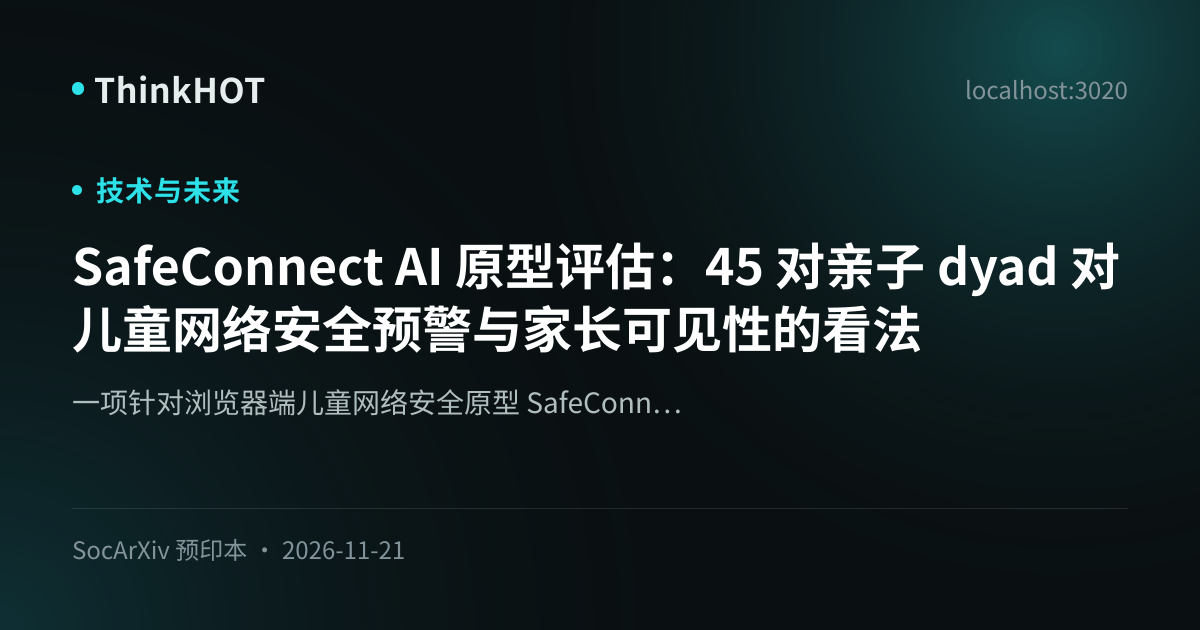 ThinkHOT
localhost:3020
技术与未来
SafeConnect AI 原型评估：45 对亲子 dyad 对
儿童网络安全预警与家长可见性的看法
一项针对浏览器端儿童网络安全原型 SafeConn…
SocArXiv 预印本 · 2026-11-21